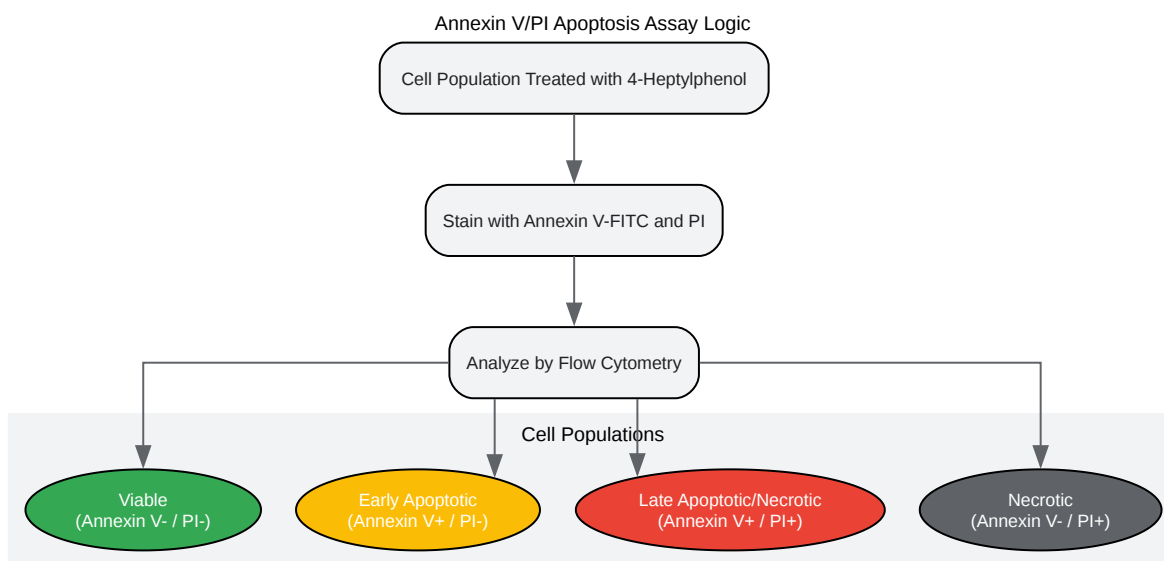 Annexin V/PI Apoptosis Assay Logic
Cell Population Treated with 4-Heptylphenol
Stain with Annexin V-FITC and PI
Analyze by Flow Cytometry
Cell Populations
Viable
(Annexin V- / PI-)
Early Apoptotic
(Annexin V+ / PI-)
Late Apoptotic/Necrotic
(Annexin V+ / PI+)
Necrotic
(Annexin V- / PI+)